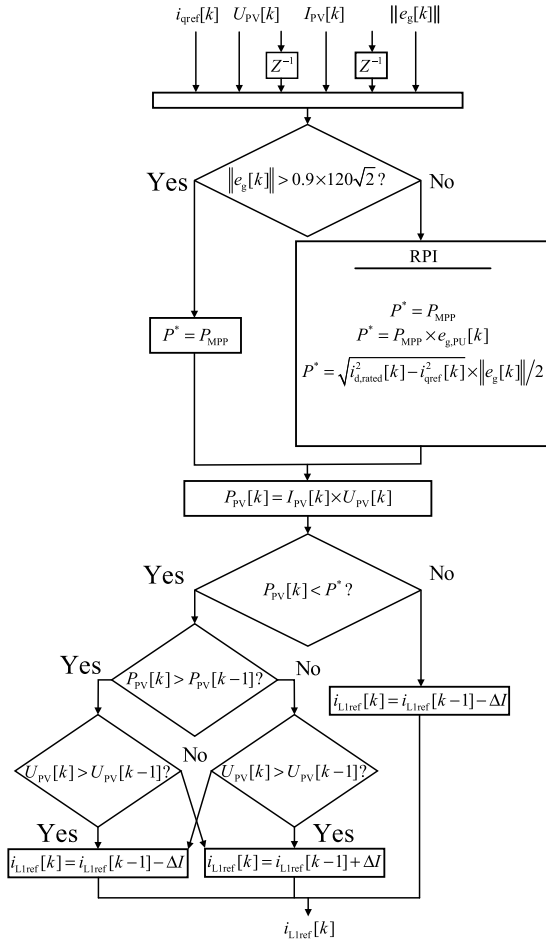 i_qref[k] U_PV[k] I_PV[k] ‖e_g[k]‖
Z⁻¹ Z⁻¹
Yes ‖e_g[k]‖ > 0.9×120√2 ? No
RPI
P* = P_MPP
P* = P_MPP
P* = P_MPP × e_g,PU[k]
P* = √(i²_d,rated[k] − i²_qref[k]) × ‖e_g[k]‖/2
P_PV[k] = I_PV[k]×U_PV[k]
Yes P_PV[k] < P* ? No
Yes P_PV[k] > P_PV[k−1]? No
i_L1ref[k] = i_L1ref[k−1] − ΔI
U_PV[k] > U_PV[k−1]? No U_PV[k] > U_PV[k−1]?
Yes Yes
i_L1ref[k] = i_L1ref[k−1] − ΔI i_L1ref[k] = i_L1ref[k−1] + ΔI
i_L1ref[k]